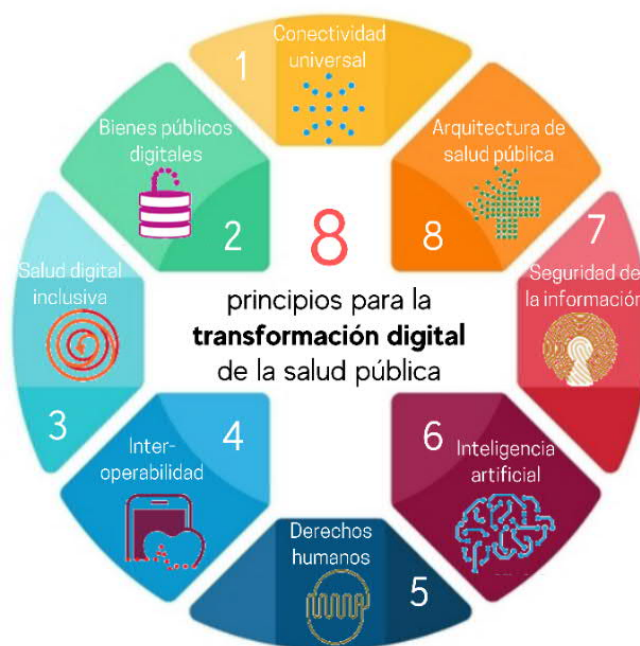 1
Conectividad
universal
Bienes públicos
digitales
2
Salud digital
inclusiva
3
Inter-
operabilidad
4
Derechos
humanos
5
6
Inteligencia
artificial
7
Seguridad de
la información
Arquitectura de
salud pública
8
8
principios para la
transformación digital
de la salud pública